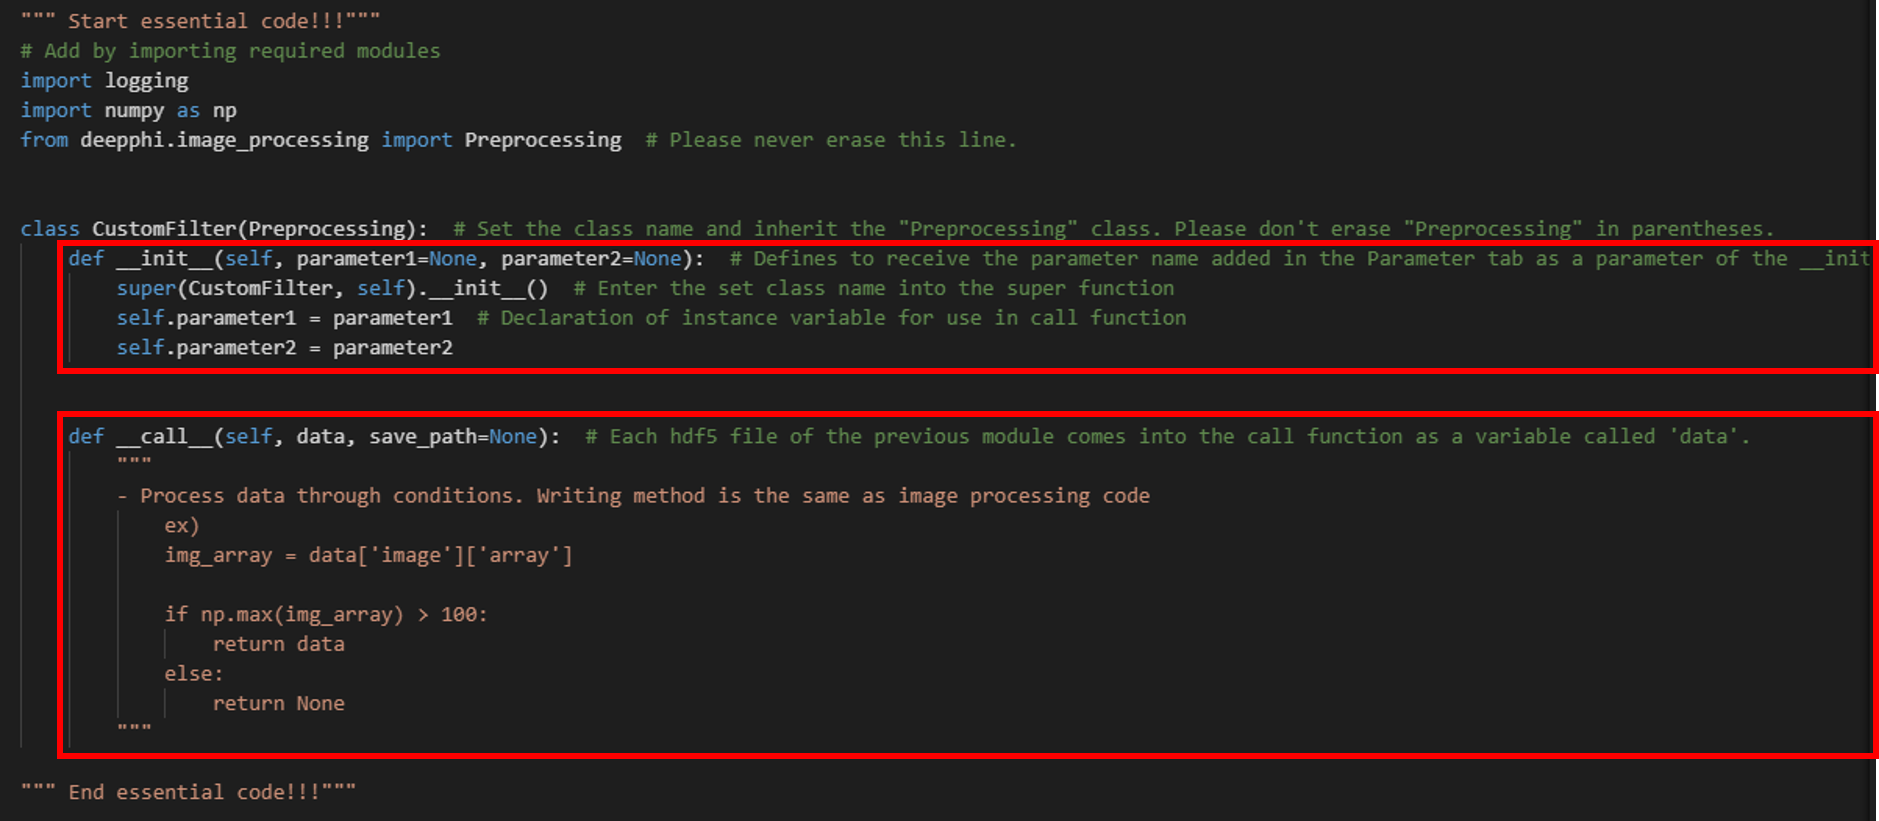 """ Start essential code!!!"""
# Add by importing required modules
import logging
import numpy as np
from deepphi.image_processing import Preprocessing  # Please never erase this line.
class CustomFilter(Preprocessing):  # Set the class name and inherit the "Preprocessing" class. Please don't erase "Preprocessing" in parentheses.
def __init__(self, parameter1=None, parameter2=None):  # Defines to receive the parameter name added in the Parameter tab as a parameter of the __init
super(CustomFilter, self).__init__()  # Enter the set class name into the super function
self.parameter1 = parameter1  # Declaration of instance variable for use in call function
self.parameter2 = parameter2
def __call__(self, data, save_path=None):  # Each hdf5 file of the previous module comes into the call function as a variable called 'data'.
"""
- Process data through conditions. Writing method is the same as image processing code
ex)
img_array = data['image']['array']
if np.max(img_array) > 100:
return data
else:
return None
"""
""" End essential code!!!"""